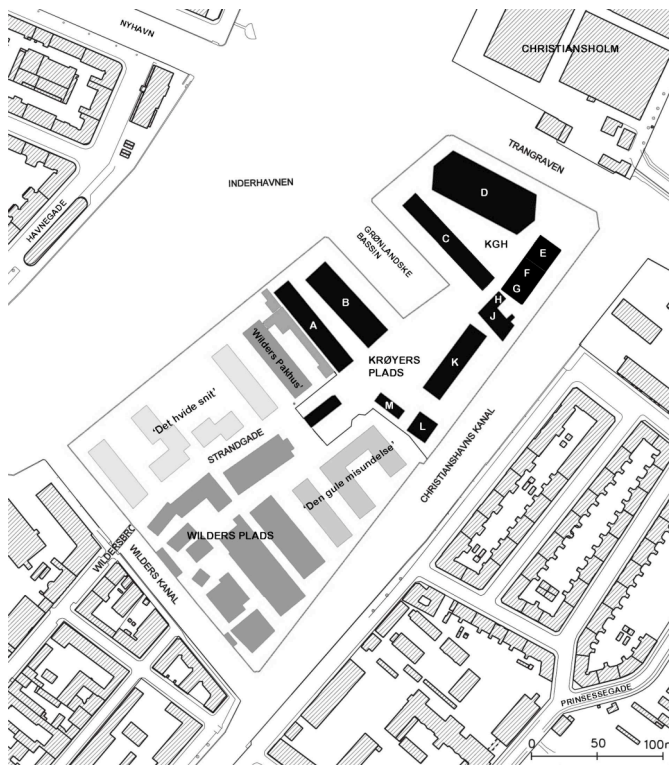 NYHAVN
CHRISTIANSHOLM
TRANGRAVEN
INDERHAVNEN
HAVNEGADE
GRØNLANDSKE
BASSIN
D
C
KGH
E
F
G
H
J
B
A
'Wilders Pakhus'
KRØYERS
PLADS
K
M
L
'Det hvide snit'
STRANDGADE
CHRISTIANSHAVNS KANAL
'Den gule misundelse'
WILDERS PLADS
WILDERSBRO
WILDERS KANAL
PRINSESSEGADE
0 50 100m